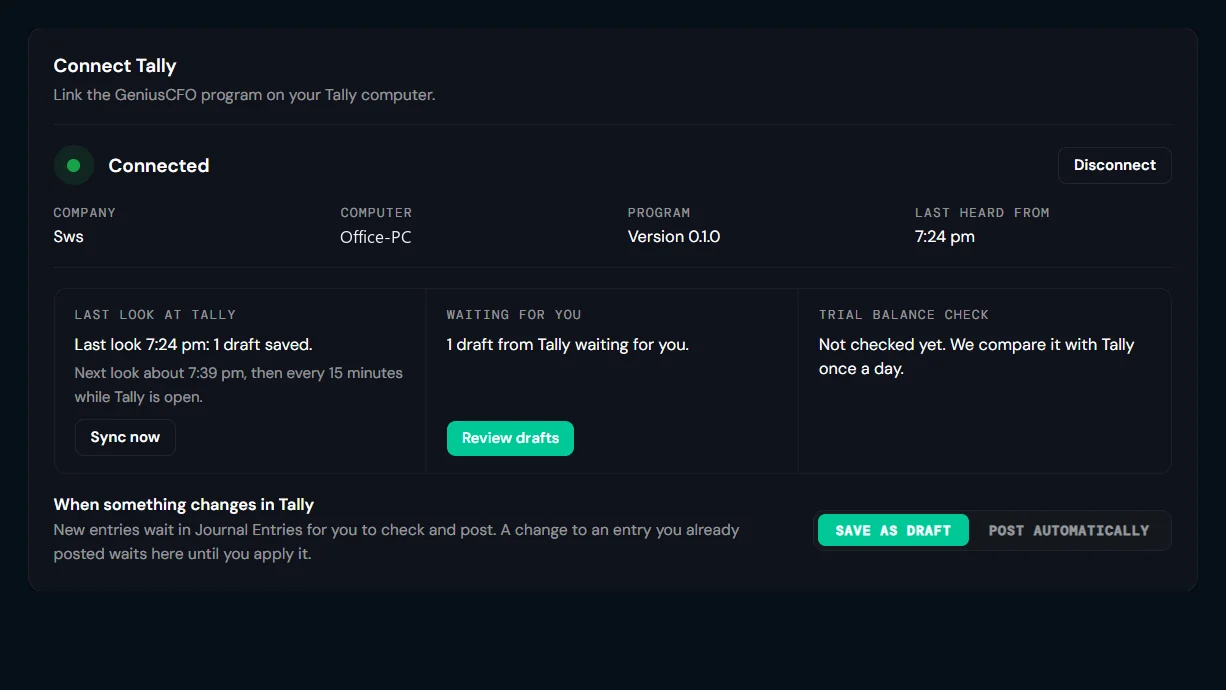 Connect Tally
Link the GeniusCFO program on your Tally computer.
Connected
Disconnect
COMPANY
COMPUTER
PROGRAM
LAST HEARD FROM
Sws
Office-PC
Version 0.1.0
7:24 pm
LAST LOOK AT TALLY
Last look 7:24 pm: 1 draft saved.
Next look about 7:39 pm, then every 15 minutes
while Tally is open.
Sync now
WAITING FOR YOU
1 draft from Tally waiting for you.
Review drafts
TRIAL BALANCE CHECK
Not checked yet. We compare it with Tally
once a day.
When something changes in Tally
New entries wait in Journal Entries for you to check and post. A change to an entry you already
posted waits here until you apply it.
SAVE AS DRAFT
POST AUTOMATICALLY